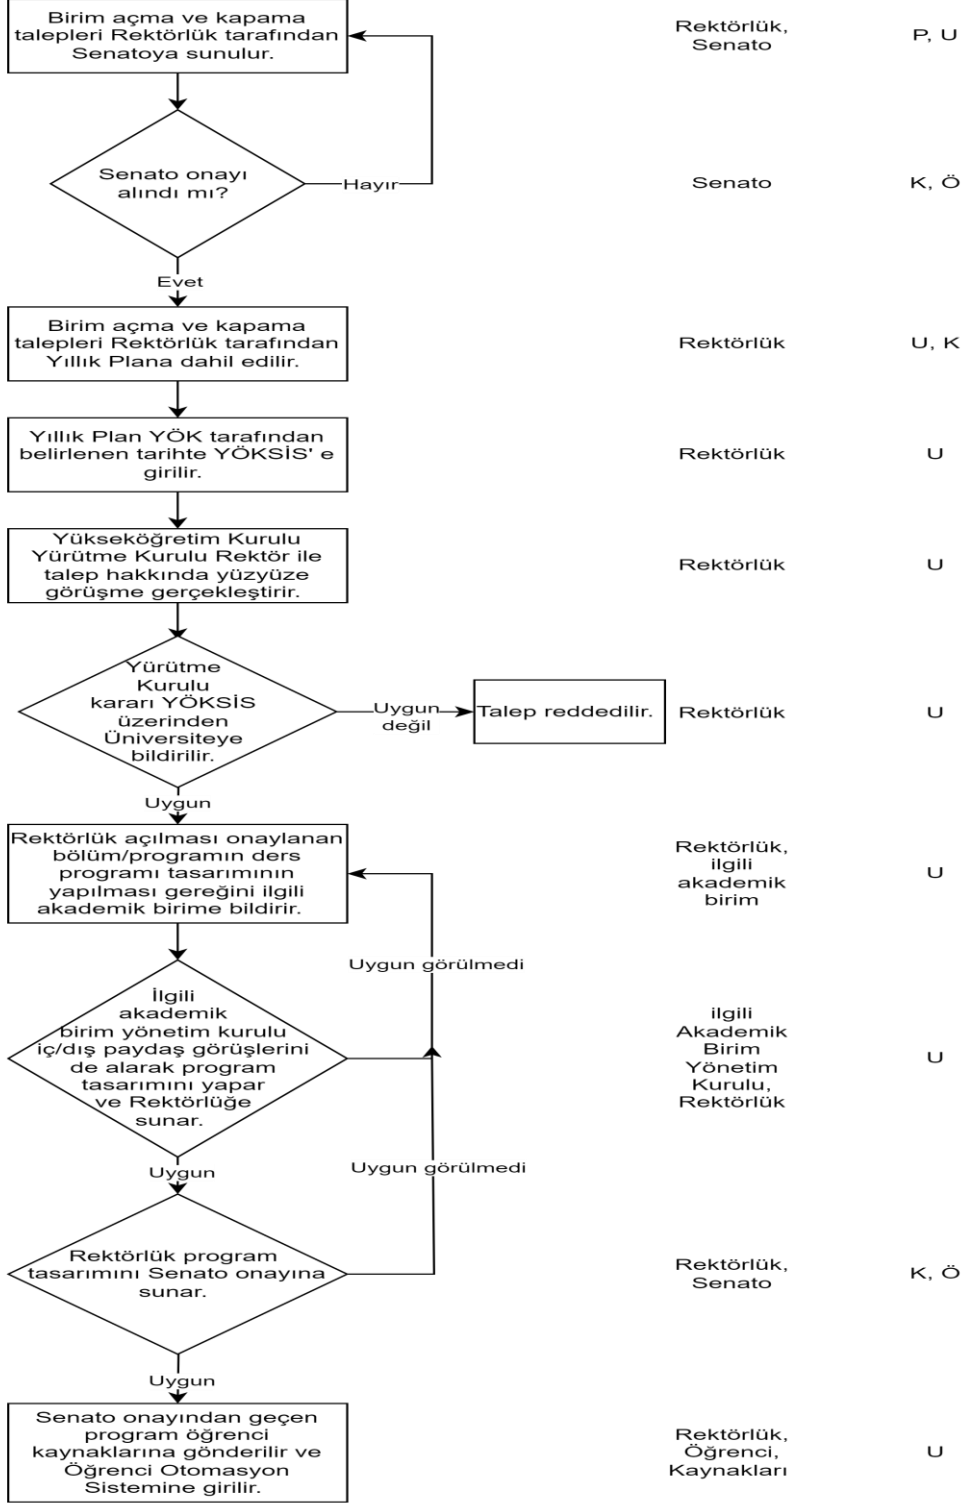 Birim açma ve kapama
talepleri Rektörlük tarafından
Senatoya sunulur.
Rektörlük,
Senato
P, U
Senato onayı
alındı mı?
Hayır
Senato
K, Ö
Evet
Birim açma ve kapama
talepleri Rektörlük tarafından
Yıllık Plana dahil edilir.
Rektörlük
U, K
Yıllık Plan YÖK tarafından
belirlenen tarihte YÖKSİS' e
girilir.
Rektörlük
U
Yükseköğretim Kurulu
Yürütme Kurulu Rektör ile
talep hakkında yüzyüze
görüşme gerçekleştirir.
Rektörlük
U
Yürütme
Kurulu
kararı YÖKSİS
üzerinden
Üniversiteye
bildirilir.
Uygun
değil
Talep reddedilir.
Rektörlük
U
Uygun
Rektörlük açılması onaylanan
bölüm/programın ders
programı tasarımının
yapılması gereğini ilgili
akademik birime bildirir.
Rektörlük,
ilgili
akademik
birim
U
Uygun görülmedi
İlgili
akademik
birim yönetim kurulu
iç/dış paydaş görüşlerini
de alarak program
tasarımını yapar
ve Rektörlüğe
sunar.
ilgili
Akademik
Birim
Yönetim
Kurulu,
Rektörlük
U
Uygun
Uygun görülmedi
Rektörlük program
tasarımını Senato onayına
sunar.
Rektörlük,
Senato
K, Ö
Uygun
Senato onayından geçen
program öğrenci
kaynaklarına gönderilir ve
Öğrenci Otomasyon
Sistemine girilir.
Rektörlük,
Öğrenci,
Kaynakları
U